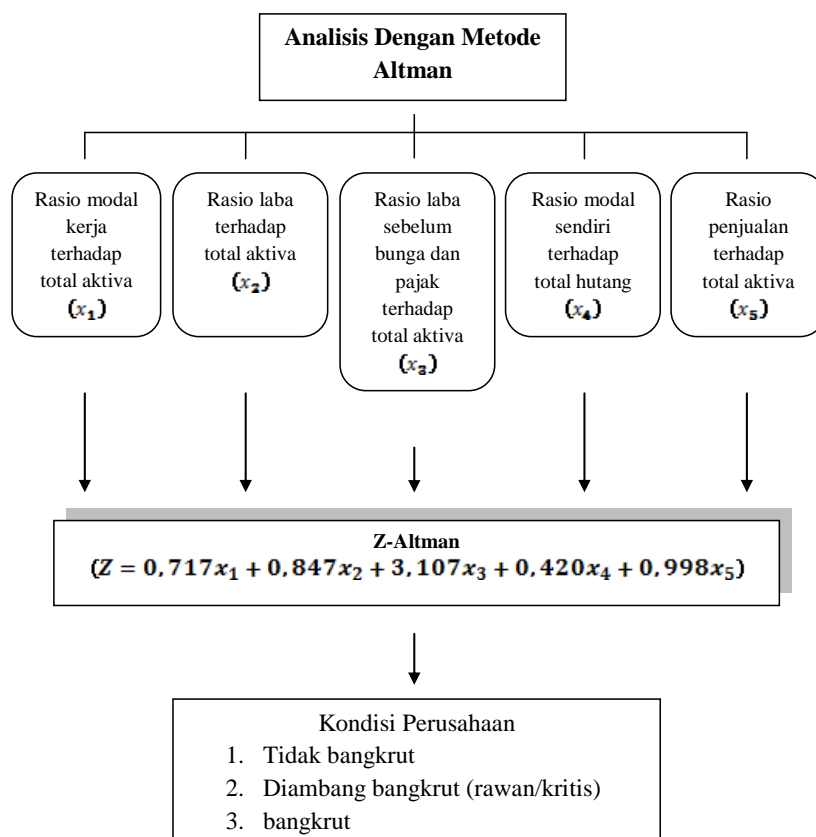 Analisis Dengan Metode
Altman
Rasio modal
kerja
terhadap
total aktiva
(x₁)
Rasio laba
terhadap
total aktiva
(x₂)
Rasio laba
sebelum
bunga dan
pajak
terhadap
total aktiva
(x₃)
Rasio modal
sendiri
terhadap
total hutang
(x₄)
Rasio
penjualan
terhadap
total aktiva
(x₅)
Z-Altman
(Z = 0,717x₁ + 0,847x₂ + 3,107x₃ + 0,420x₄ + 0,998x₅)
Kondisi Perusahaan
1. Tidak bangkrut
2. Diambang bangkrut (rawan/kritis)
3. bangkrut